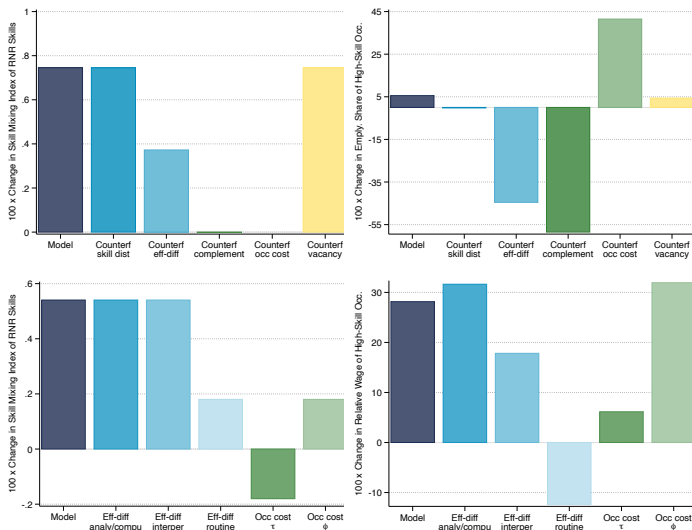 100 x Change in Skill Mixing Index of RNR Skills
1
.8
.6
.4
.2
0
Model
Counterf
skill dist
Counterf
eff-diff
Counterf
complement
Counterf
occ cost
Counterf
vacancy
100 x Change in Emply. Share of High-Skill Occ.
45
25
5
-15
-35
-55
Model
Counterf
skill dist
Counterf
eff-diff
Counterf
complement
Counterf
occ cost
Counterf
vacancy
100 x Change in Skill Mixing Index of RNR Skills
.6
.4
.2
0
-.2
Model
Eff-diff
analy/compu
Eff-diff
interper
Eff-diff
routine
Occ cost
τ
Occ cost
ϕ
100 x Change in Relative Wage of High-Skill Occ.
30
20
10
0
-10
Model
Eff-diff
analy/compu
Eff-diff
interper
Eff-diff
routine
Occ cost
τ
Occ cost
ϕ